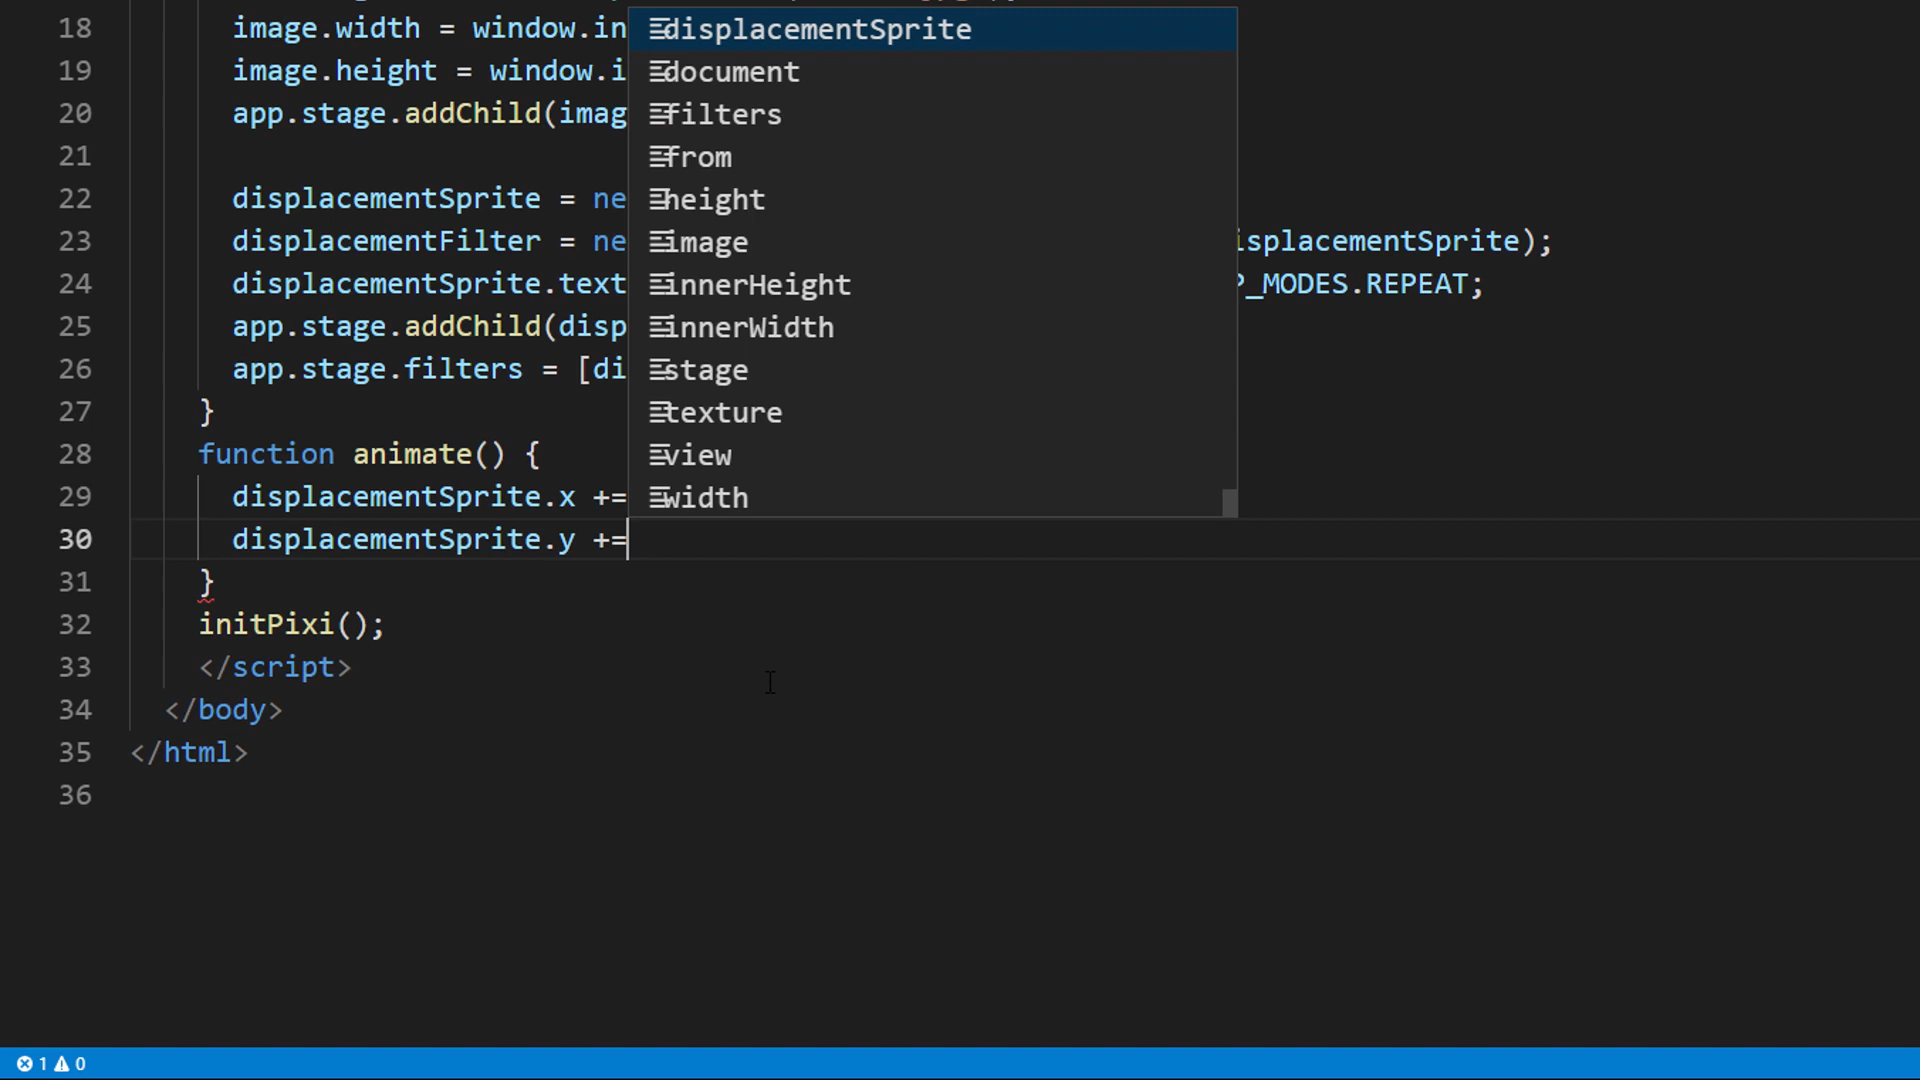 18 image.width = window.in
19 image.height = window.i
20 app.stage.addChild(imag
21
22 displacementSprite = ne
23 displacementFilter = ne isplacementSprite);
24 displacementSprite.text P_MODES.REPEAT;
25 app.stage.addChild(disp
26 app.stage.filters = [di
27 }
28 function animate() {
29 displacementSprite.x +=
30 displacementSprite.y +=
31 }
32 initPixi();
33 </script>
34 </body>
35 </html>
36
displacementSprite
document
filters
from
height
image
innerHeight
innerWidth
stage
texture
view
width
1 0